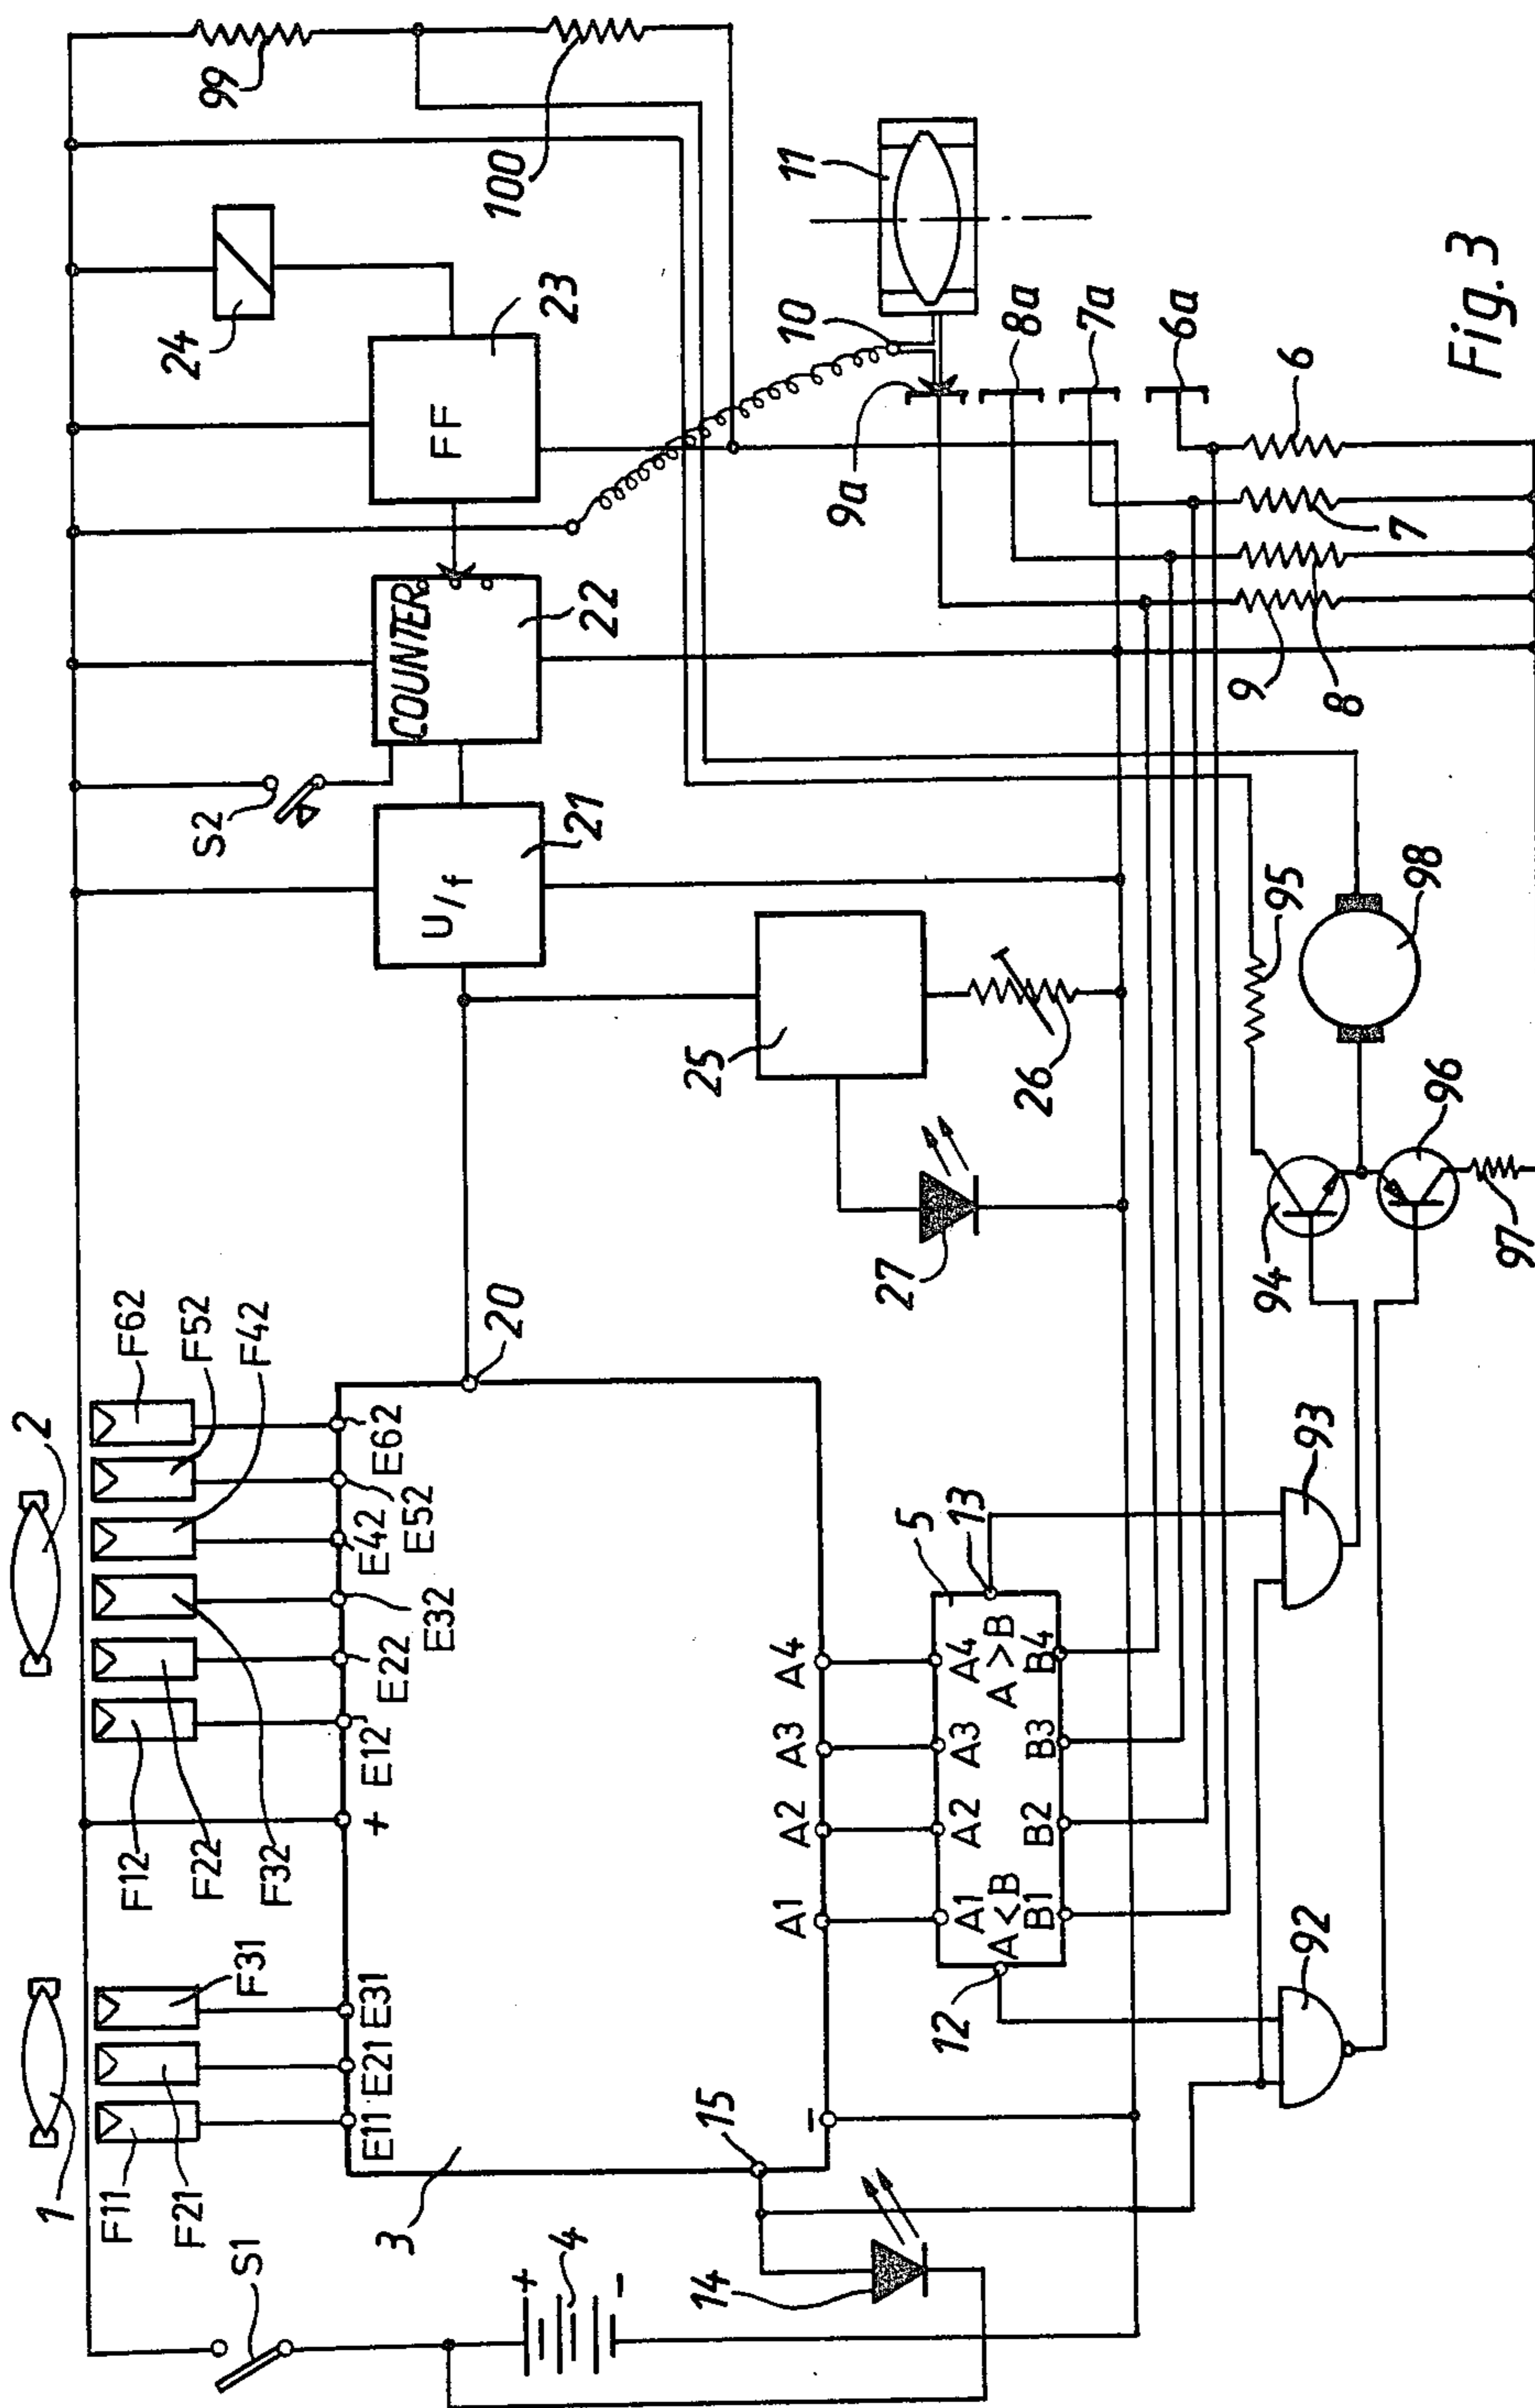 1
2
F11
F21
F31
F12
F22
F32
F42
F52
F62
S1
E11 E21 E31
+
E12 E22 E32 E42 E52 E62
3
20
15
-
A1 A2 A3 A4
4
+
-
14
5
A1 A2 A3 A4
A<B A>B
B1 B2 B3 B4
12
13
92
93
U/f
21
S2
COUNTER
22
FF
23
24
99
100
25
26
27
94
95
96
97
98
9a
8a
7a
6a
10
11
9
8
7
6
Fig. 3